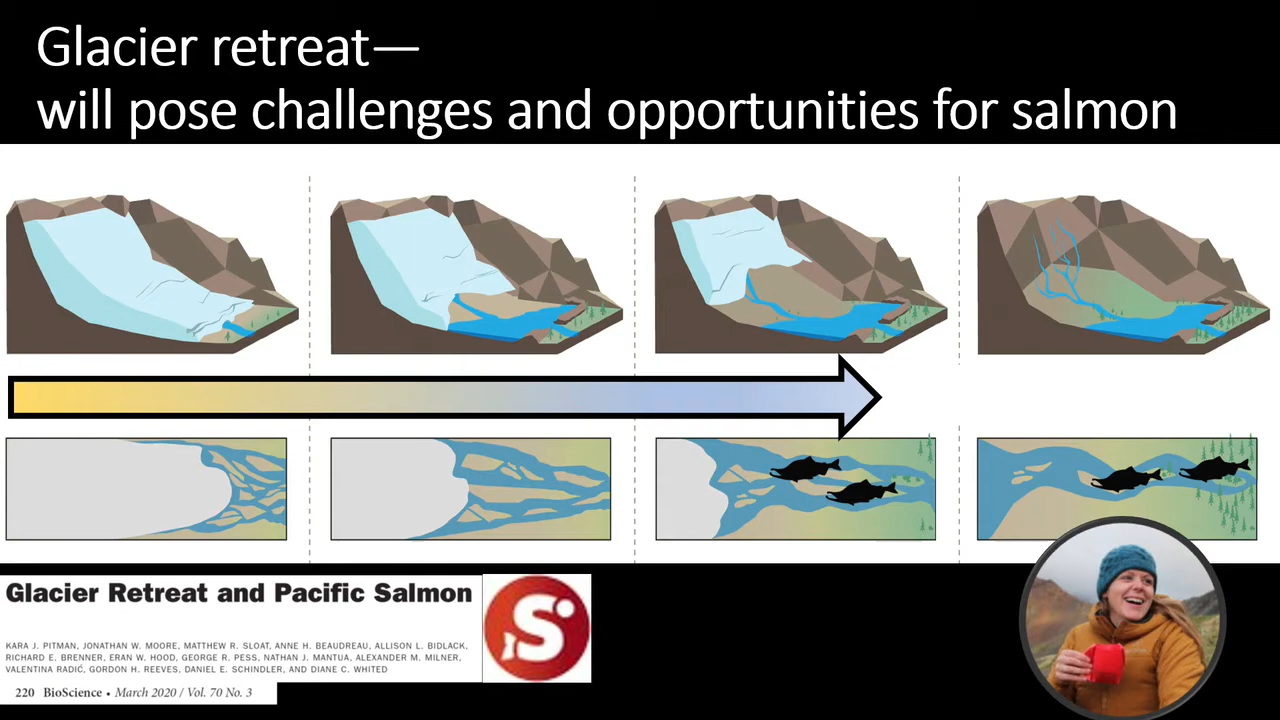 Glacier retreat—
will pose challenges and opportunities for salmon
Glacier Retreat and Pacific Salmon
S
KARA J. PITMAN, JONATHAN W. MOORE, MATTHEW R. SLOAT, ANNE H. BEAUDREAU, ALLISON L. BIDLACK,
RICHARD E. BRENNER, ERAN W. HOOD, GEORGE R. PESS, NATHAN J. MANTUA, ALEXANDER M. MILNER,
VALENTINA RADIĆ, GORDON H. REEVES, DANIEL E. SCHINDLER, AND DIANE C. WHITED
220 BioScience • March 2020 / Vol. 70 No. 3